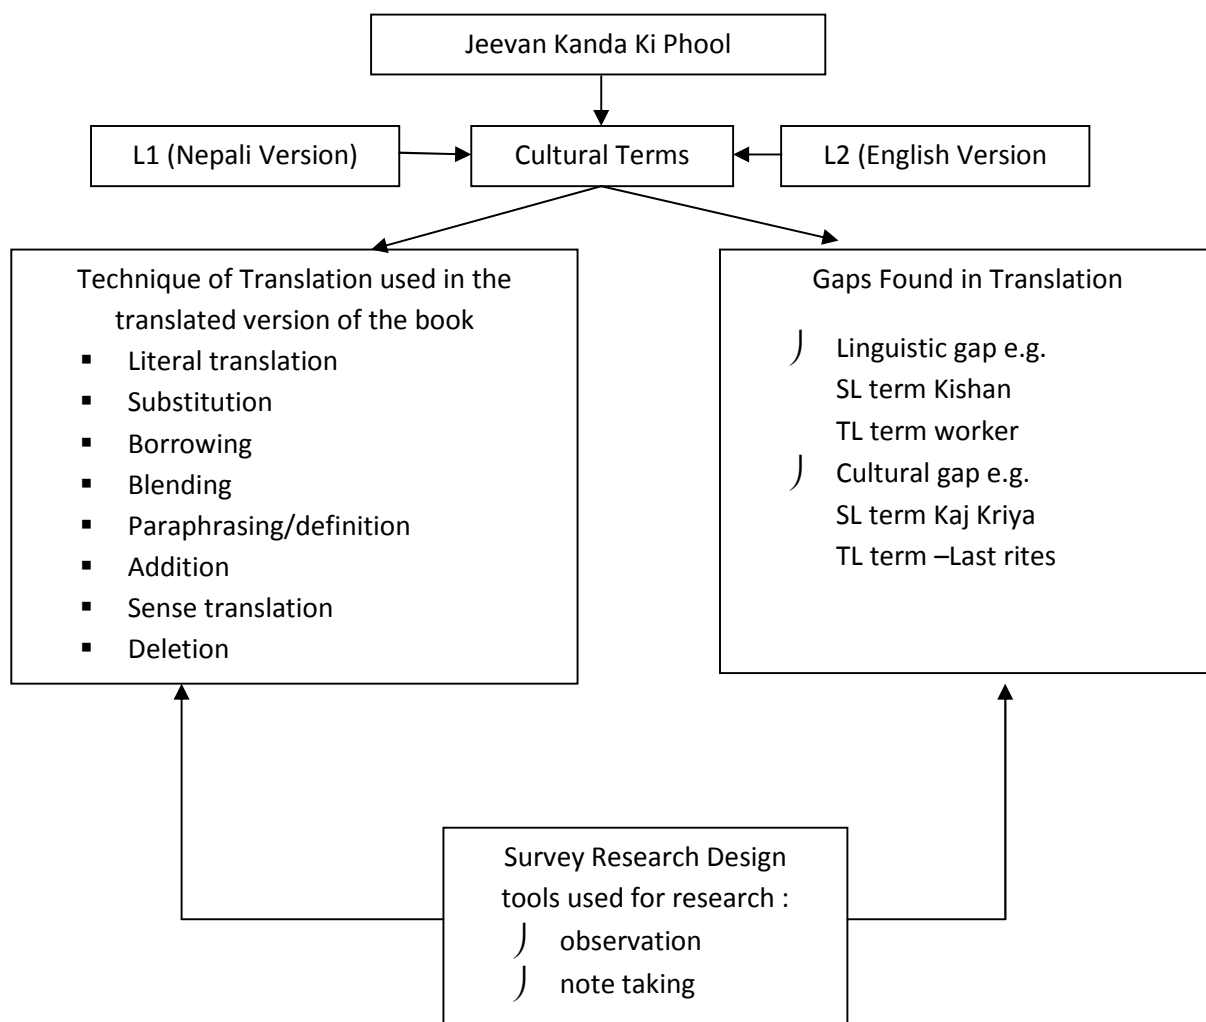 Jeevan Kanda Ki Phool
L1 (Nepali Version)
Cultural Terms
L2 (English Version
Technique of Translation used in the
translated version of the book
▪ Literal translation
▪ Substitution
▪ Borrowing
▪ Blending
▪ Paraphrasing/definition
▪ Addition
▪ Sense translation
▪ Deletion
Gaps Found in Translation
⌡ Linguistic gap e.g.
SL term Kishan
TL term worker
⌡ Cultural gap e.g.
SL term Kaj Kriya
TL term –Last rites
Survey Research Design
tools used for research :
⌡ observation
⌡ note taking